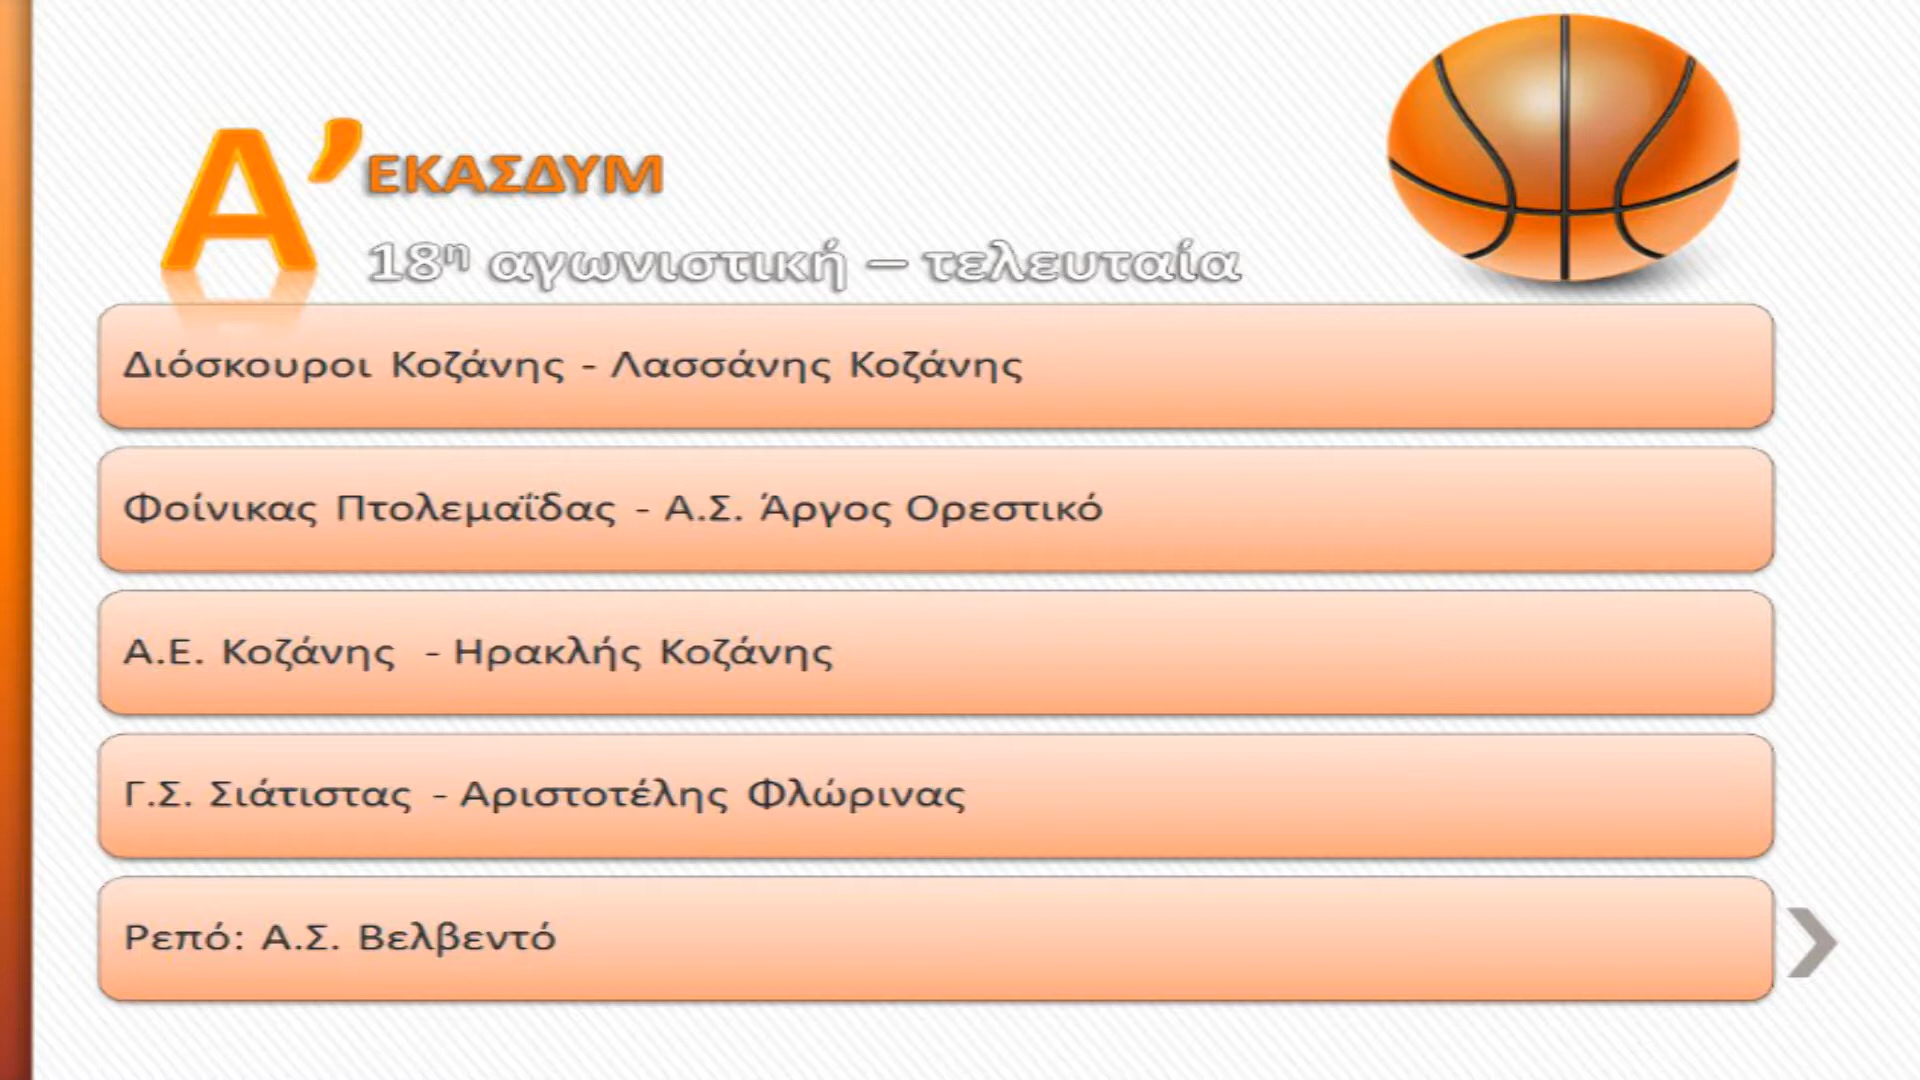 Α’ ΕΚΑΣΔΥΜ
18η αγωνιστική – τελευταία
Διόσκουροι Κοζάνης - Λασσάνης Κοζάνης
Φοίνικας Πτολεμαΐδας - Α.Σ. Άργος Ορεστικό
Α.Ε. Κοζάνης - Ηρακλής Κοζάνης
Γ.Σ. Σιάτιστας - Αριστοτέλης Φλώρινας
Ρεπό: Α.Σ. Βελβεντό